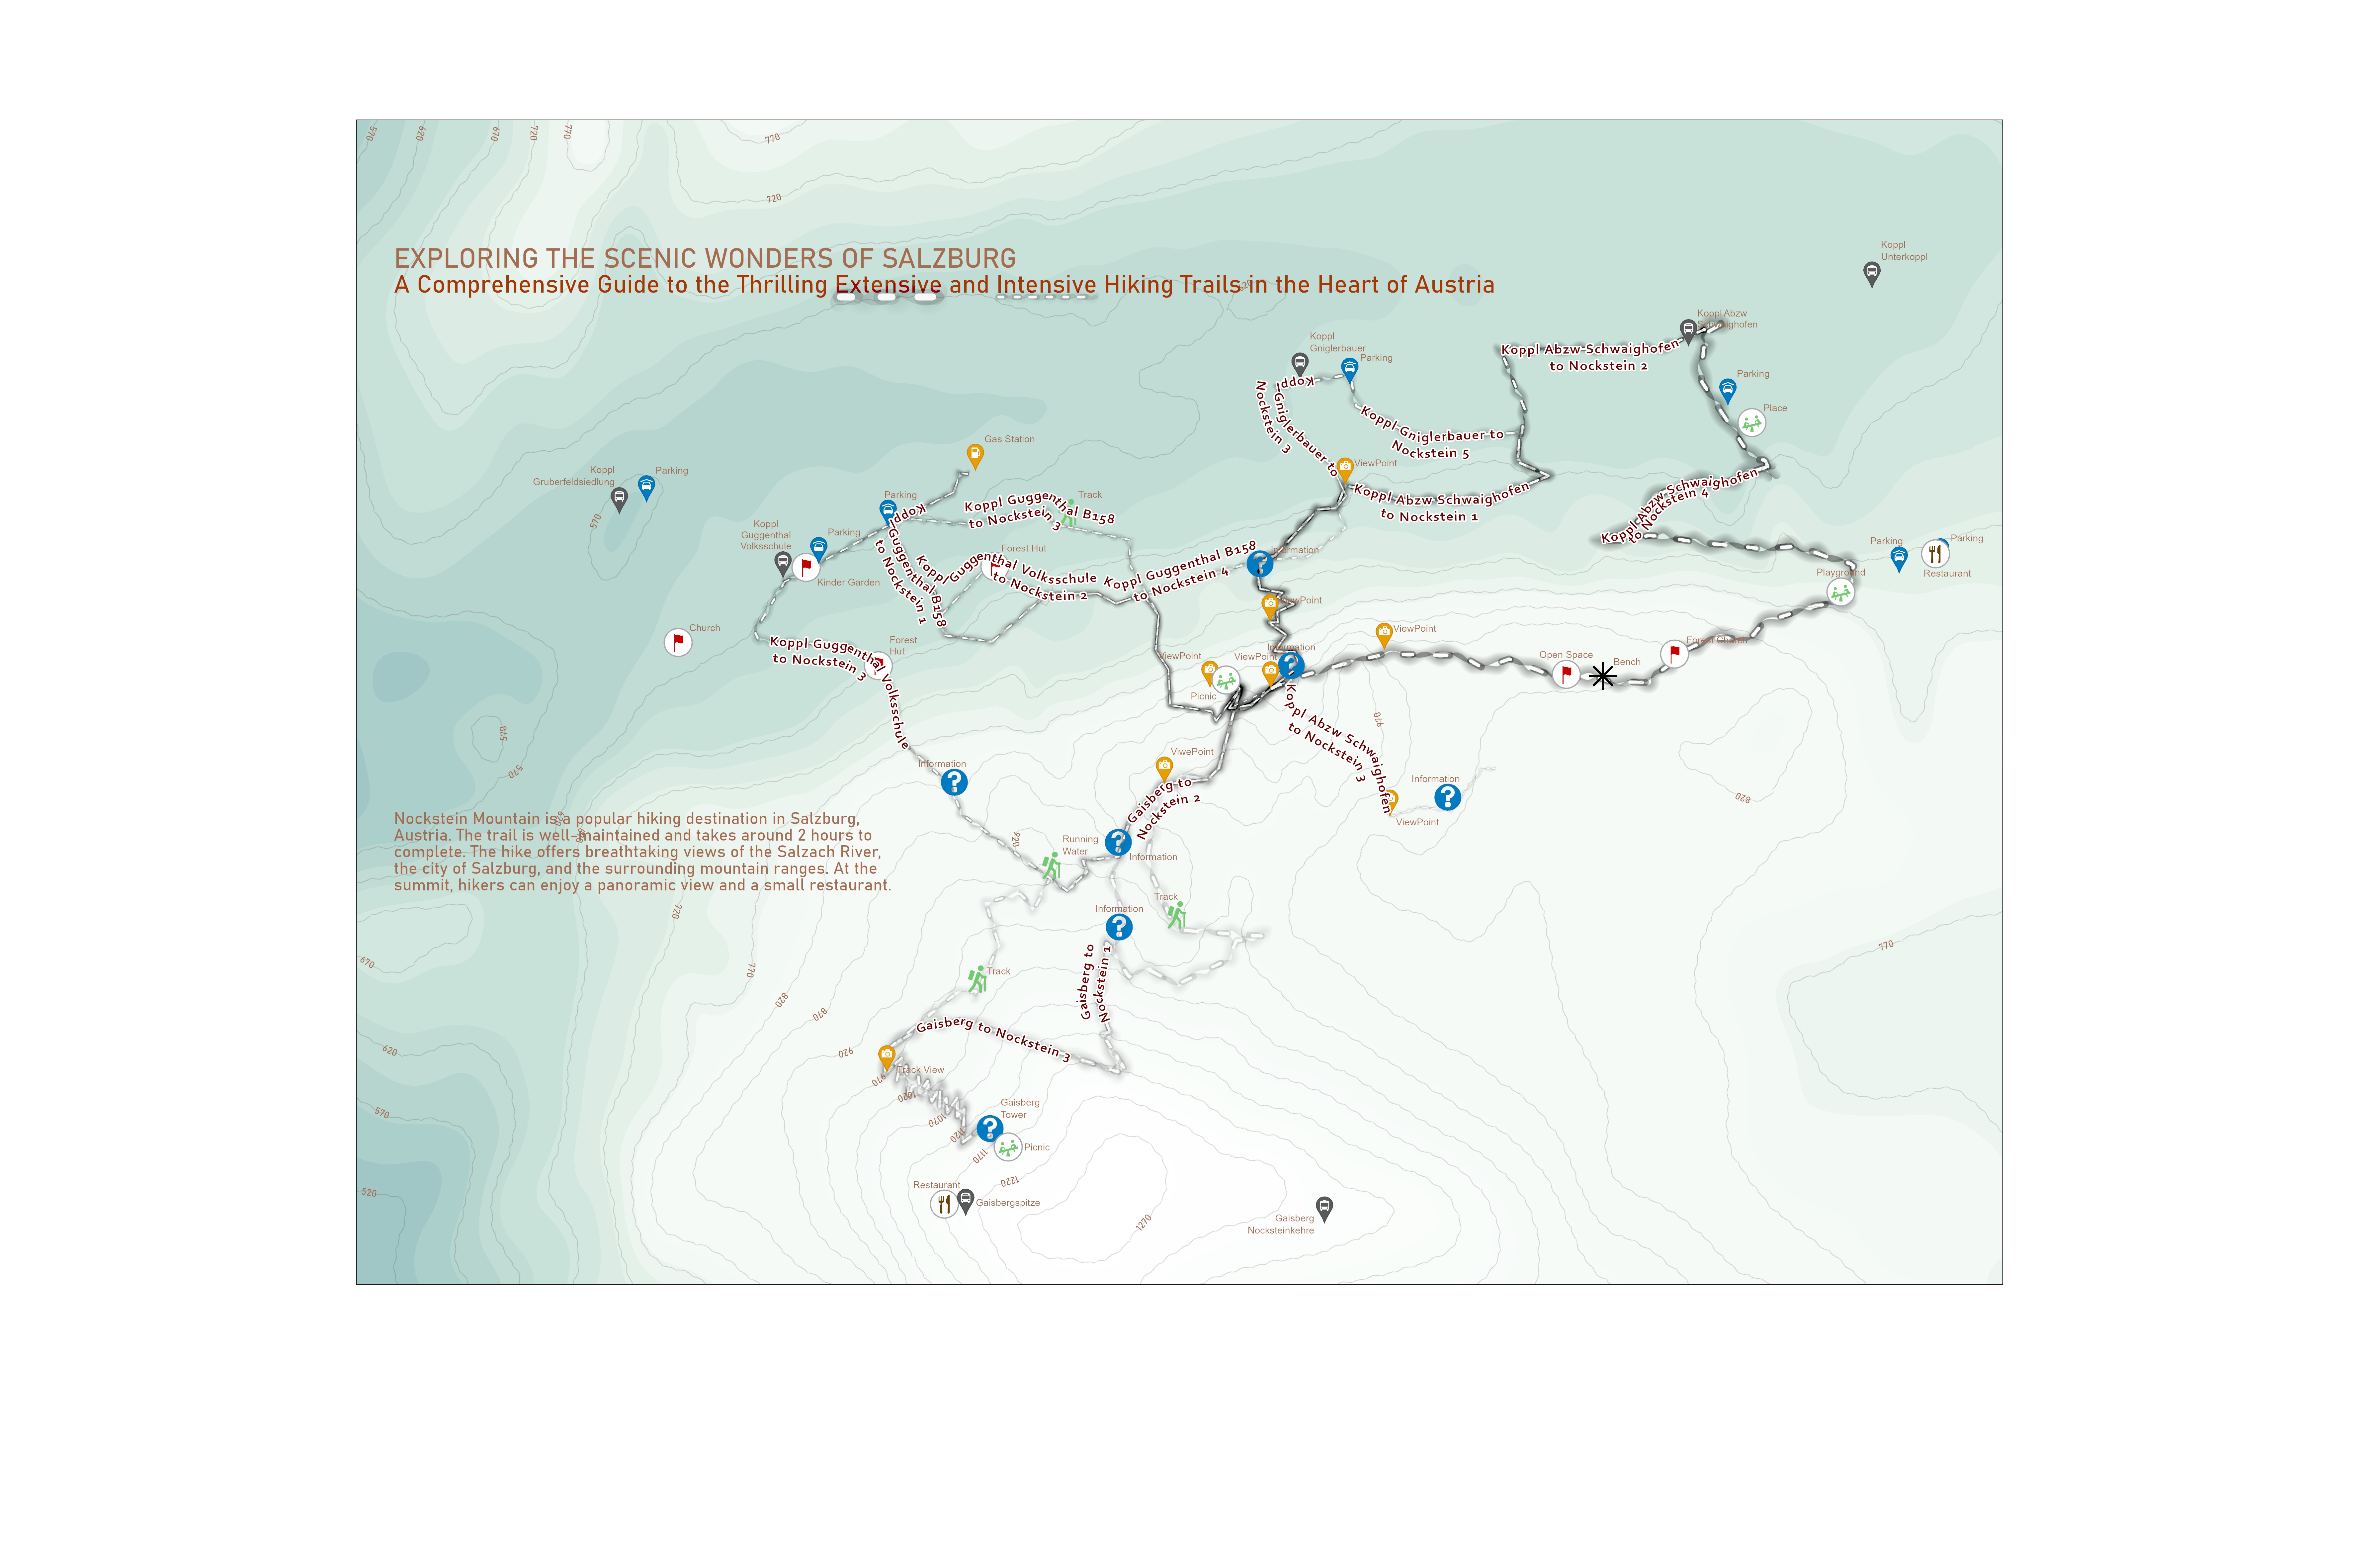 570
620
670
720
770
770
720
EXPLORING THE SCENIC WONDERS OF SALZBURG
A Comprehensive Guide to the Thrilling Extensive and Intensive Hiking Trails in the Heart of Austria
Koppl
Unterkoppl
Koppl Abzw
Schwaighofen
Koppl
Gniglerbauer
Parking
Koppl Abzw-Schwaighofen
to Nockstein 2
Parking
Place
Koppl
Gniglerbauer to
Nockstein 3
Koppl-Gniglerbauer to
Nockstein 5
Gas Station
ViewPoint
Koppl
Gruberfeldsiedlung
Parking
570
Koppl Abzw Schwaighofen
to Nockstein 1
Koppl Abzw Schwaighofen
to
Nockstein 4
Parking
Koppl Guggenthal B158
to Nockstein 3
Track
Koppl
Guggenthal
Volksschule
Parking
Kinder Garden
Koppl
Guggenthal B158
to Nockstein 1
Forest Hut
Koppl Guggenthal Volksschule
to Nockstein 2
Koppl Guggenthal B158
to Nockstein 4
Information
Parking
Parking
Restaurant
Playground
ViewPoint
Church
Forest
Hut
Koppl-Guggenthal Volksschule
to Nockstein 3
ViewPoint
Information
ViewPoint
ViewPoint
Picnic
Open Space
Bench
Forest Church
Koppl Abzw Schwaighofen
to Nockstein 3
970
570
570
ViwePoint
Information
Information
ViewPoint
820
Gaisberg to
Nockstein 2
Nockstein Mountain is a popular hiking destination in Salzburg,
Austria. The trail is well-maintained and takes around 2 hours to
complete. The hike offers breathtaking views of the Salzach River,
the city of Salzburg, and the surrounding mountain ranges. At the
summit, hikers can enjoy a panoramic view and a small restaurant.
920
Running
Water
Information
Track
Information
720
670
770
770
Gaisberg to
Nockstein 1
Track
820
870
Gaisberg to Nockstein 3
620
920
Track View
970
1020
1070
1120
Gaisberg
Tower
570
Picnic
1170
520
1220
Restaurant
Gaisbergspitze
1270
Gaisberg
Nocksteinkehre